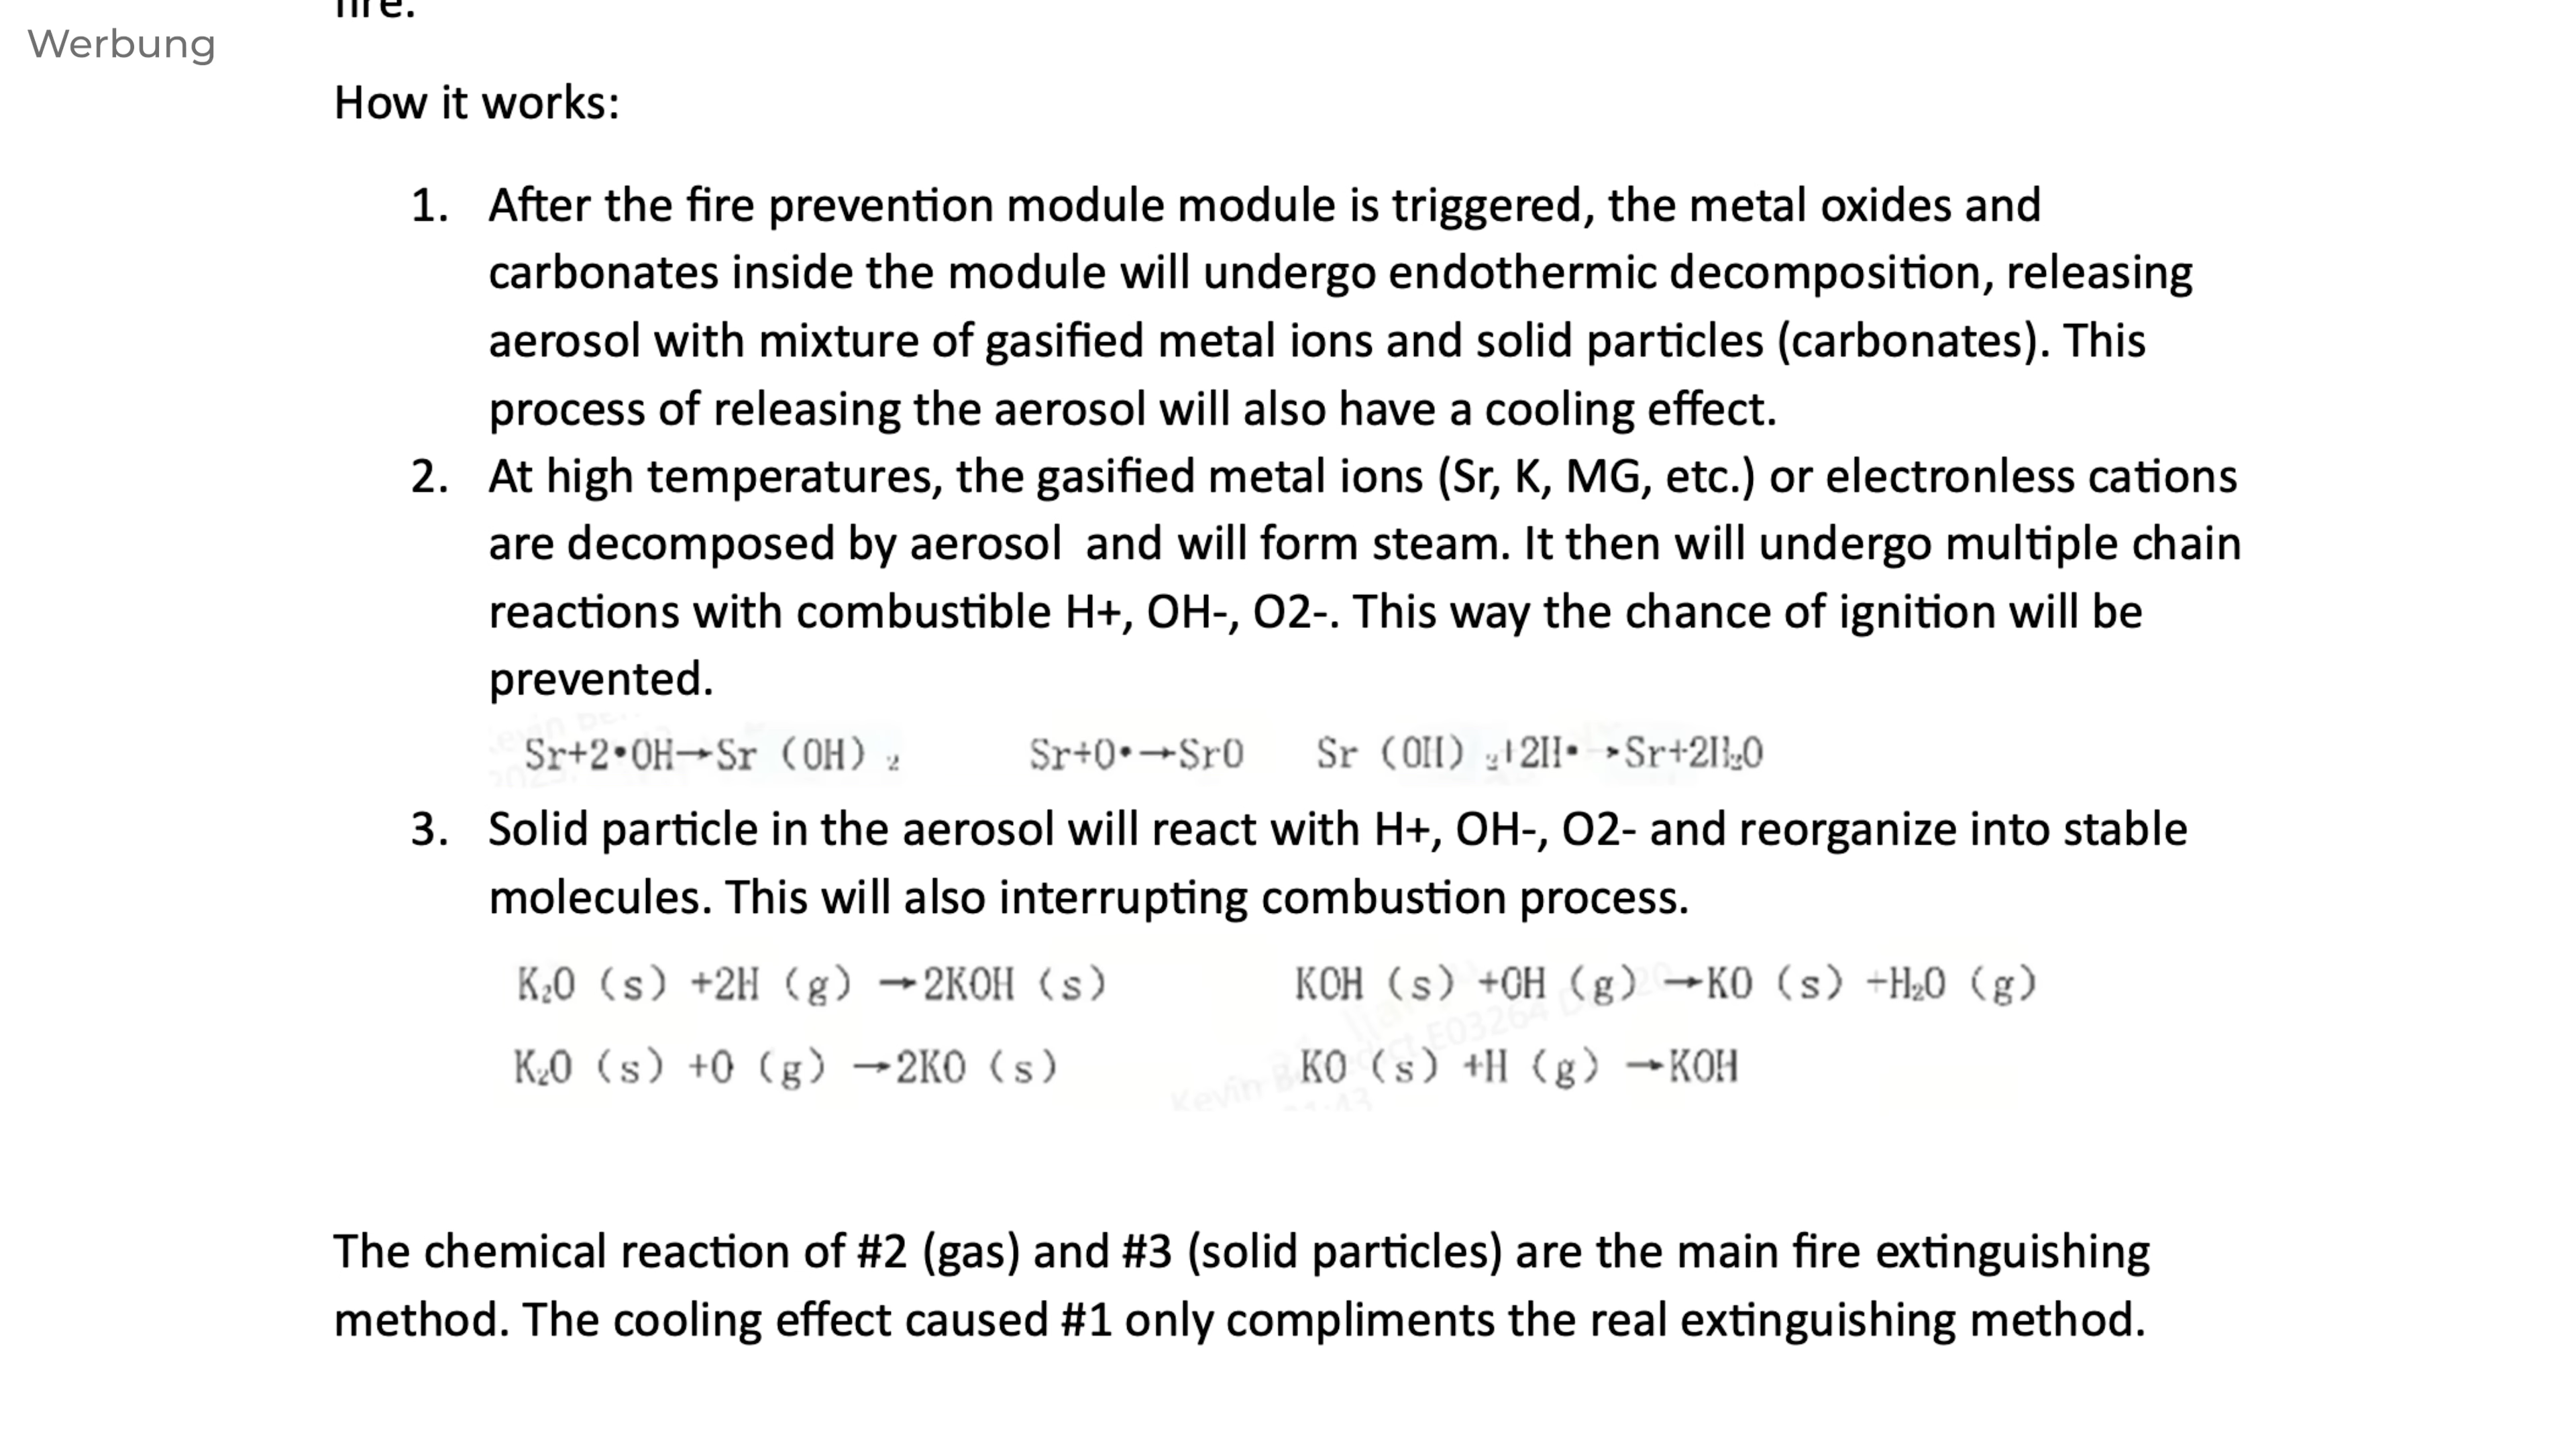 fire.
Werbung
How it works:
1. After the fire prevention module module is triggered, the metal oxides and
carbonates inside the module will undergo endothermic decomposition, releasing
aerosol with mixture of gasified metal ions and solid particles (carbonates). This
process of releasing the aerosol will also have a cooling effect.
2. At high temperatures, the gasified metal ions (Sr, K, MG, etc.) or electronless cations
are decomposed by aerosol and will form steam. It then will undergo multiple chain
reactions with combustible H+, OH-, O2-. This way the chance of ignition will be
prevented.
Sr+2•OH→Sr (OH) ₂ Sr+O•→SrO Sr (OH) ₂+2H•→Sr+2H₂O
3. Solid particle in the aerosol will react with H+, OH-, O2- and reorganize into stable
molecules. This will also interrupting combustion process.
K₂O (s) +2H (g) →2KOH (s) KOH (s) +OH (g) →KO (s) +H₂O (g)
K₂O (s) +O (g) →2KO (s) KO (s) +H (g) →KOH
The chemical reaction of #2 (gas) and #3 (solid particles) are the main fire extinguishing
method. The cooling effect caused #1 only compliments the real extinguishing method.